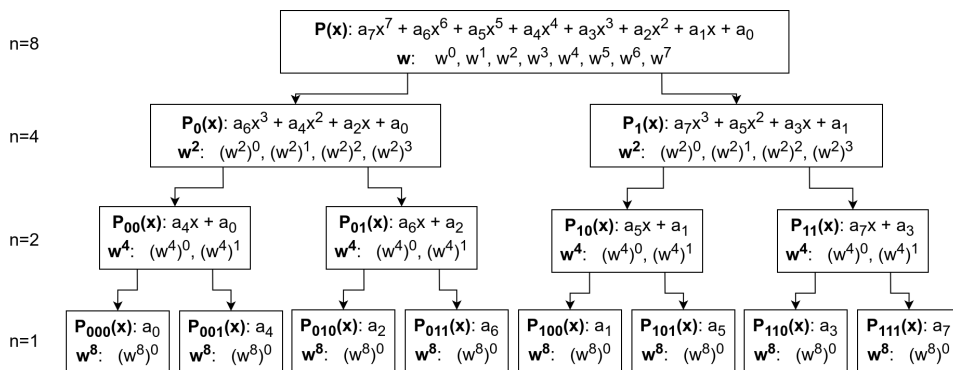 n=8
P(x): a₇x⁷ + a₆x⁶ + a₅x⁵ + a₄x⁴ + a₃x³ + a₂x² + a₁x + a₀
w: w⁰, w¹, w², w³, w⁴, w⁵, w⁶, w⁷
n=4
P₀(x): a₆x³ + a₄x² + a₂x + a₀
w²: (w²)⁰, (w²)¹, (w²)², (w²)³
P₁(x): a₇x³ + a₅x² + a₃x + a₁
w²: (w²)⁰, (w²)¹, (w²)², (w²)³
n=2
P₀₀(x): a₄x + a₀
w⁴: (w⁴)⁰, (w⁴)¹
P₀₁(x): a₆x + a₂
w⁴: (w⁴)⁰, (w⁴)¹
P₁₀(x): a₅x + a₁
w⁴: (w⁴)⁰, (w⁴)¹
P₁₁(x): a₇x + a₃
w⁴: (w⁴)⁰, (w⁴)¹
n=1
P₀₀₀(x): a₀
w⁸: (w⁸)⁰
P₀₀₁(x): a₄
w⁸: (w⁸)⁰
P₀₁₀(x): a₂
w⁸: (w⁸)⁰
P₀₁₁(x): a₆
w⁸: (w⁸)⁰
P₁₀₀(x): a₁
w⁸: (w⁸)⁰
P₁₀₁(x): a₅
w⁸: (w⁸)⁰
P₁₁₀(x): a₃
w⁸: (w⁸)⁰
P₁₁₁(x): a₇
w⁸: (w⁸)⁰